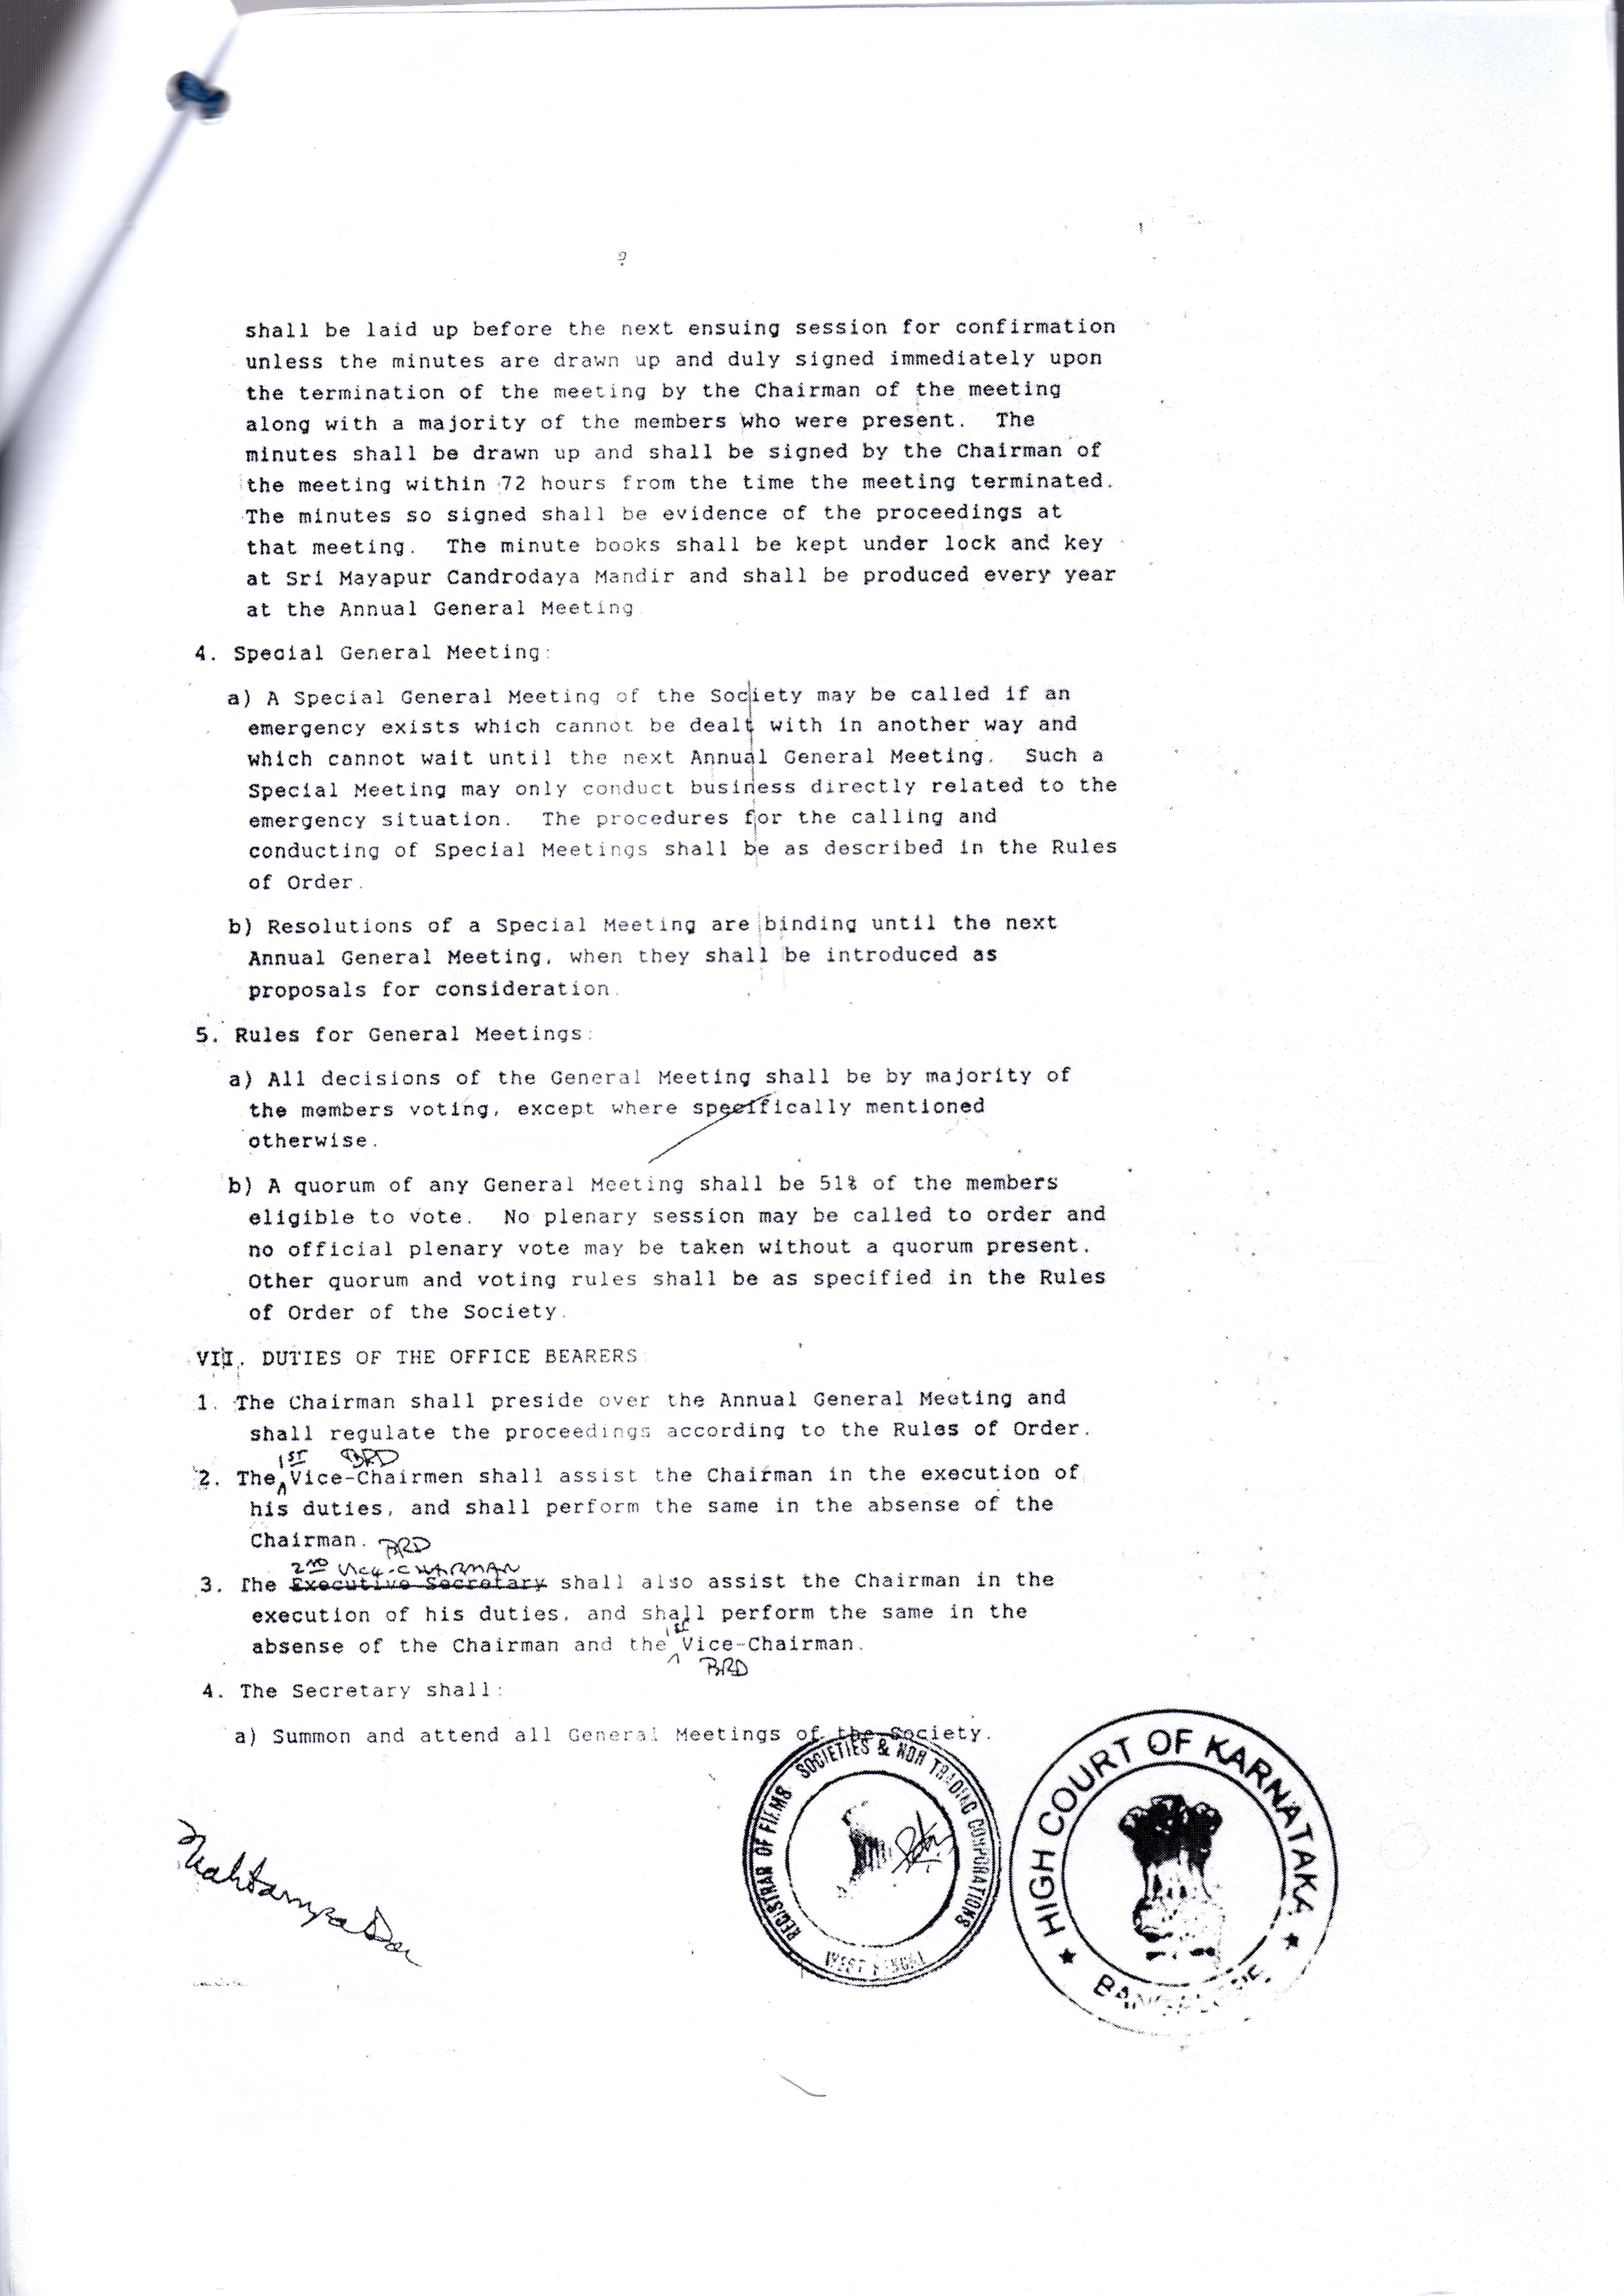 shall be laid up before the next ensuing session for confirmation
unless the minutes are drawn up and duly signed immediately upon
the termination of the meeting by the Chairman of the meeting
along with a majority of the members who were present. The
minutes shall be drawn up and shall be signed by the Chairman of
the meeting within 72 hours from the time the meeting terminated.
The minutes so signed shall be evidence of the proceedings at
that meeting. The minute books shall be kept under lock and key
at Sri Mayapur Candrodaya Mandir and shall be produced every year
at the Annual General Meeting
4. Special General Meeting:
a) A Special General Meeting of the Society may be called if an
emergency exists which cannot be dealt with in another way and
which cannot wait until the next Annual General Meeting. Such a
Special Meeting may only conduct business directly related to the
emergency situation. The procedures for the calling and
conducting of Special Meetings shall be as described in the Rules
of Order.
b) Resolutions of a Special Meeting are binding until the next
Annual General Meeting, when they shall be introduced as
proposals for consideration.
5. Rules for General Meetings:
a) All decisions of the General Meeting shall be by majority of
the members voting, except where specifically mentioned
otherwise.
b) A quorum of any General Meeting shall be 51% of the members
eligible to vote. No plenary session may be called to order and
no official plenary vote may be taken without a quorum present.
Other quorum and voting rules shall be as specified in the Rules
of Order of the Society.
VII. DUTIES OF THE OFFICE BEARERS
1. The Chairman shall preside over the Annual General Meeting and
shall regulate the proceedings according to the Rules of Order.
1ST BRD
2. The Vice-Chairmen shall assist the Chairman in the execution of
his duties, and shall perform the same in the absense of the
Chairman. BRD
2ND VICE-CHAIRMAN
3. The Executive Secretary shall also assist the Chairman in the
execution of his duties, and shall perform the same in the
1ST
absense of the Chairman and the Vice-Chairman.
BRD
4. The Secretary shall:
a) Summon and attend all General Meetings of the Society.
REGISTRAR OF FIRMS SOCIETIES & NON TRADING CORPORATIONS
WEST BENGAL
HIGH COURT OF KARNATAKA
BANGALORE